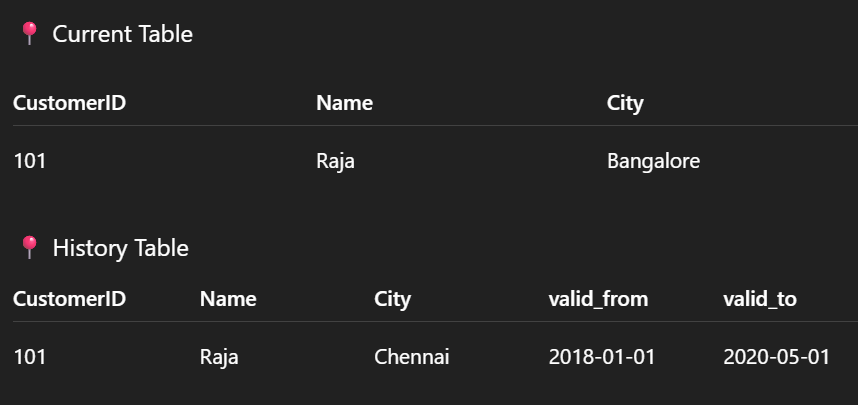 📍 Current Table
CustomerID Name City
101 Raja Bangalore
📍 History Table
CustomerID Name City valid_from valid_to
101 Raja Chennai 2018-01-01 2020-05-01